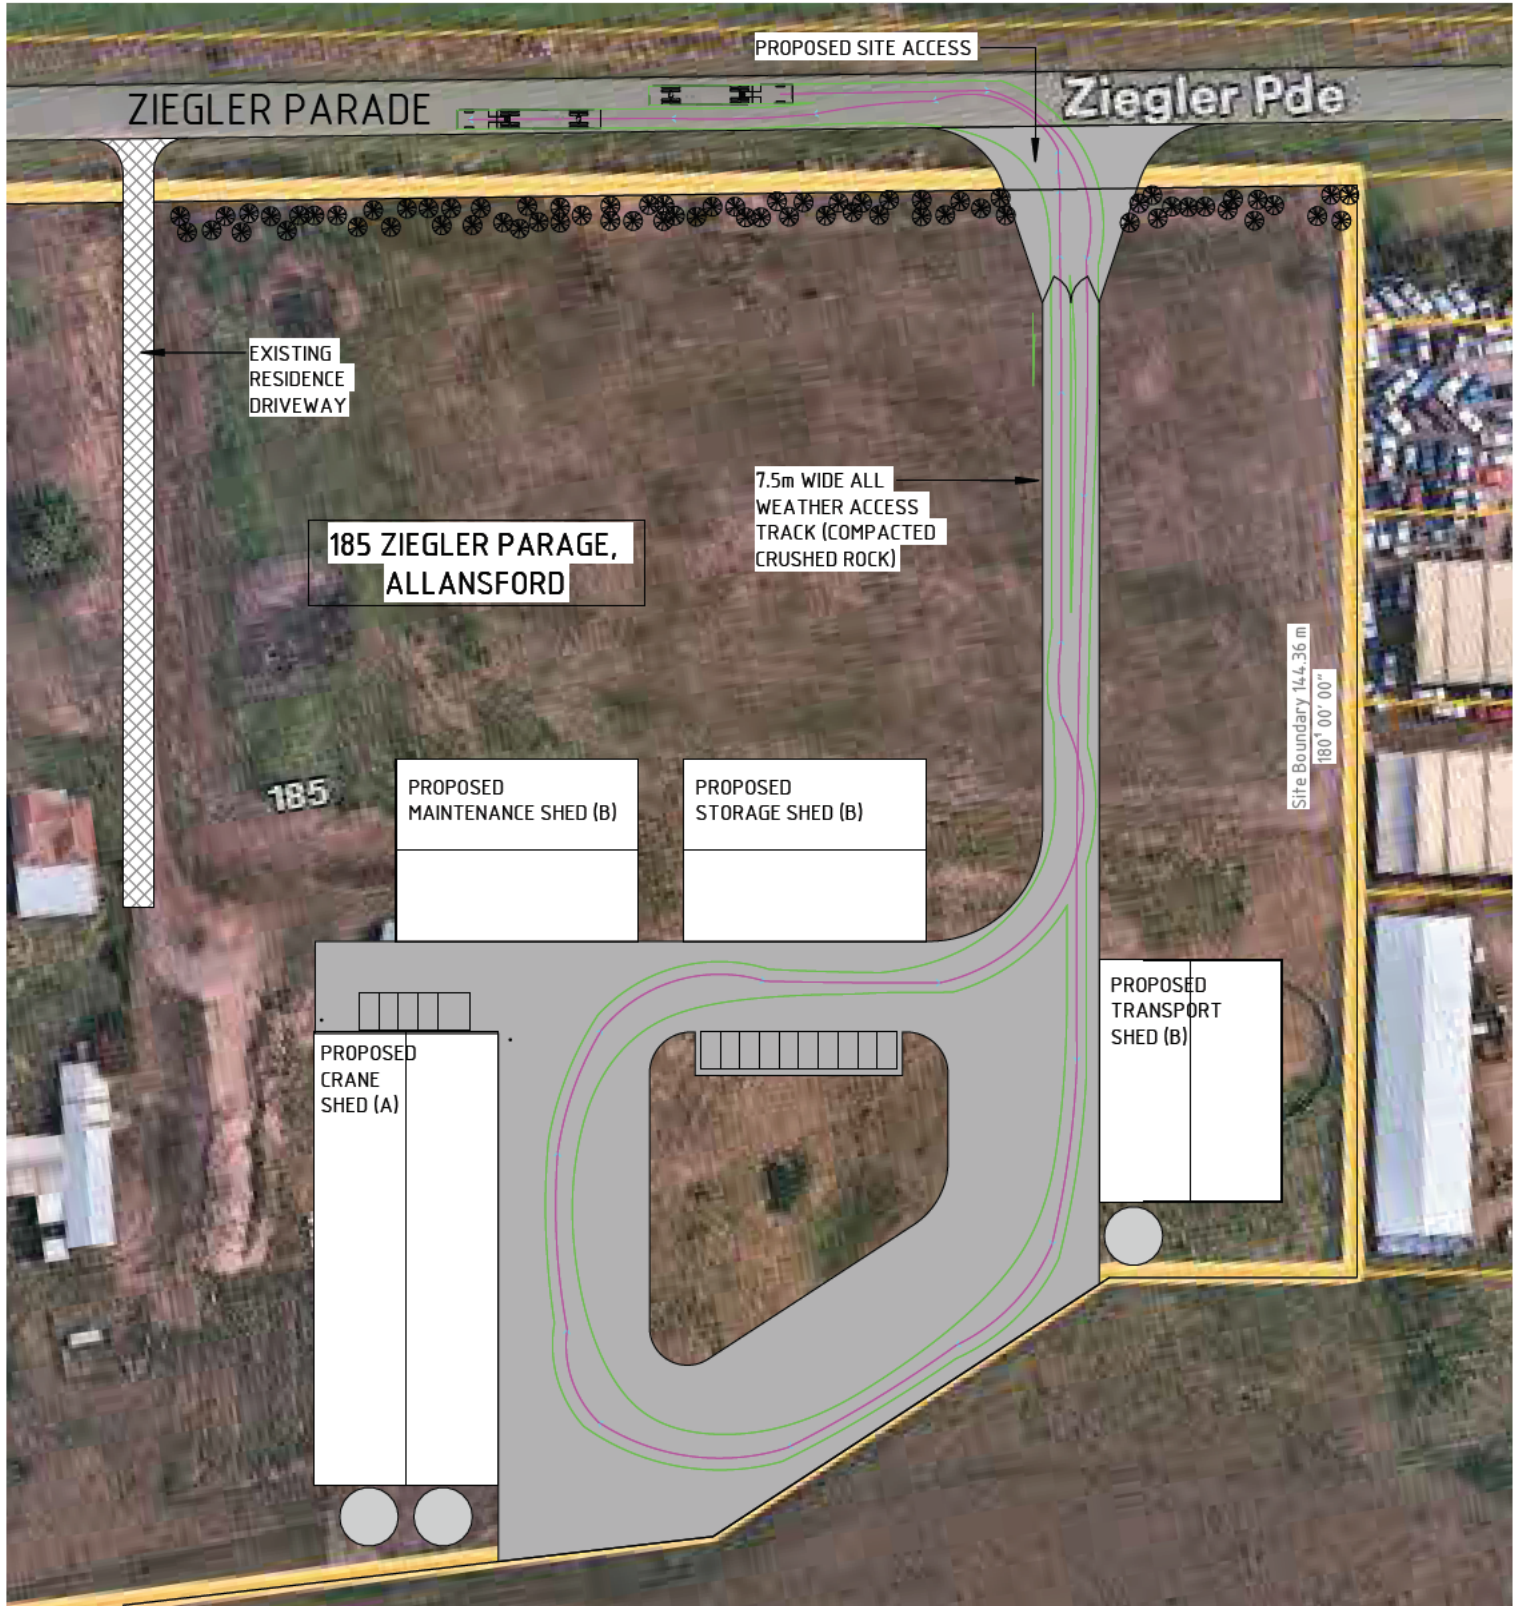 PROPOSED SITE ACCESS
ZIEGLER PARADE
Ziegler Pde
EXISTING
RESIDENCE
DRIVEWAY
7.5m WIDE ALL
WEATHER ACCESS
TRACK (COMPACTED
CRUSHED ROCK)
185 ZIEGLER PARAGE,
ALLANSFORD
Site Boundary 144.36 m
180° 00' 00"
185
PROPOSED
MAINTENANCE SHED (B)
PROPOSED
STORAGE SHED (B)
PROPOSED
TRANSPORT
SHED (B)
PROPOSED
CRANE
SHED (A)